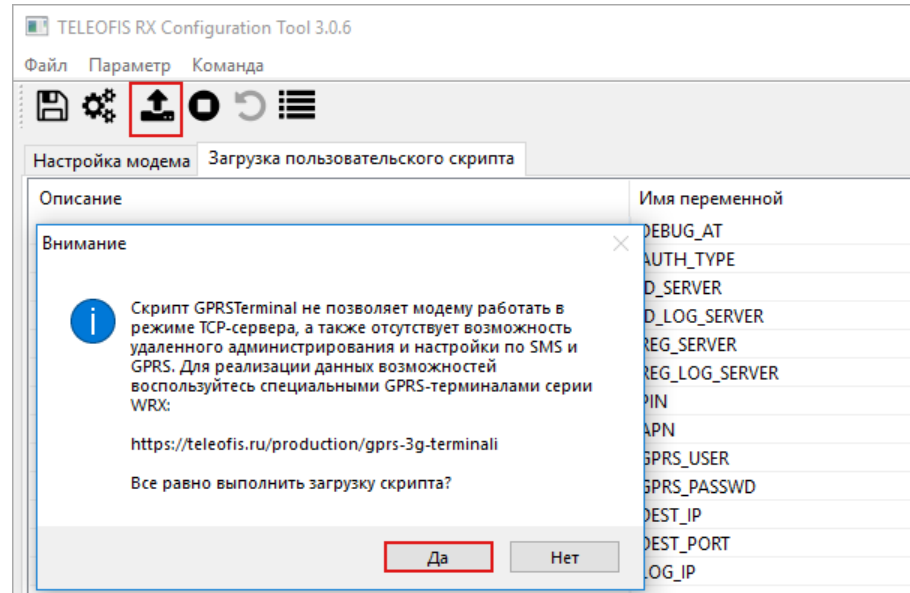 TELEOFIS RX Configuration Tool 3.0.6
Файл Параметр Команда
Настройка модема Загрузка пользовательского скрипта
Описание Имя переменной
DEBUG_AT
AUTH_TYPE
ID_SERVER
ID_LOG_SERVER
REG_SERVER
REG_LOG_SERVER
PIN
APN
GPRS_USER
GPRS_PASSWD
DEST_IP
DEST_PORT
LOG_IP
Внимание
Скрипт GPRSTerminal не позволяет модему работать в
режиме TCP-сервера, а также отсутствует возможность
удаленного администрирования и настройки по SMS и
GPRS. Для реализации данных возможностей
воспользуйтесь специальными GPRS-терминалами серии
WRX:
https://teleofis.ru/production/gprs-3g-terminali
Все равно выполнить загрузку скрипта?
Да Нет